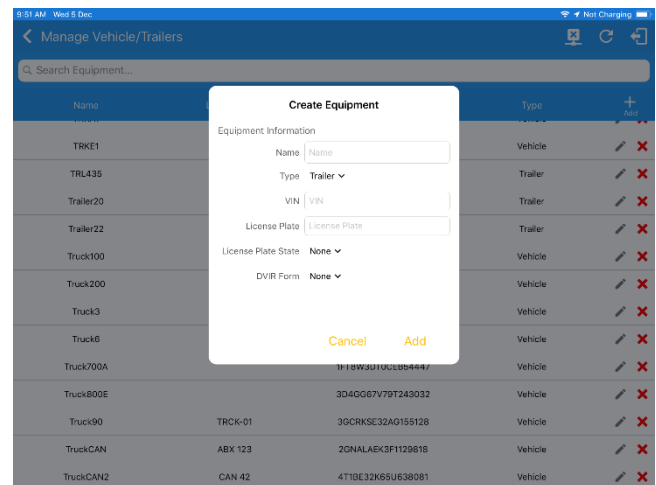 9:51 AM Wed 5 Dec Not Charging
Manage Vehicle/Trailers
Search Equipment...
Name Type Add
Create Equipment
Equipment Information
Name Name
Type Trailer
VIN VIN
License Plate License Plate
License Plate State None
DVIR Form None
Cancel Add
TRKE1 Vehicle
TRL435 Trailer
Trailer20 Trailer
Trailer22 Trailer
Truck100 Vehicle
Truck200 Vehicle
Truck3 Vehicle
Truck6 Vehicle
Truck700A Vehicle
Truck800E 3D4GG67V79T243032 Vehicle
Truck90 TRCK-01 3GCRKSE32AG155128 Vehicle
TruckCAN ABX 123 2GNALAEK3F1129818 Vehicle
TruckCAN2 CAN 42 4T1BE32K65U638081 Vehicle